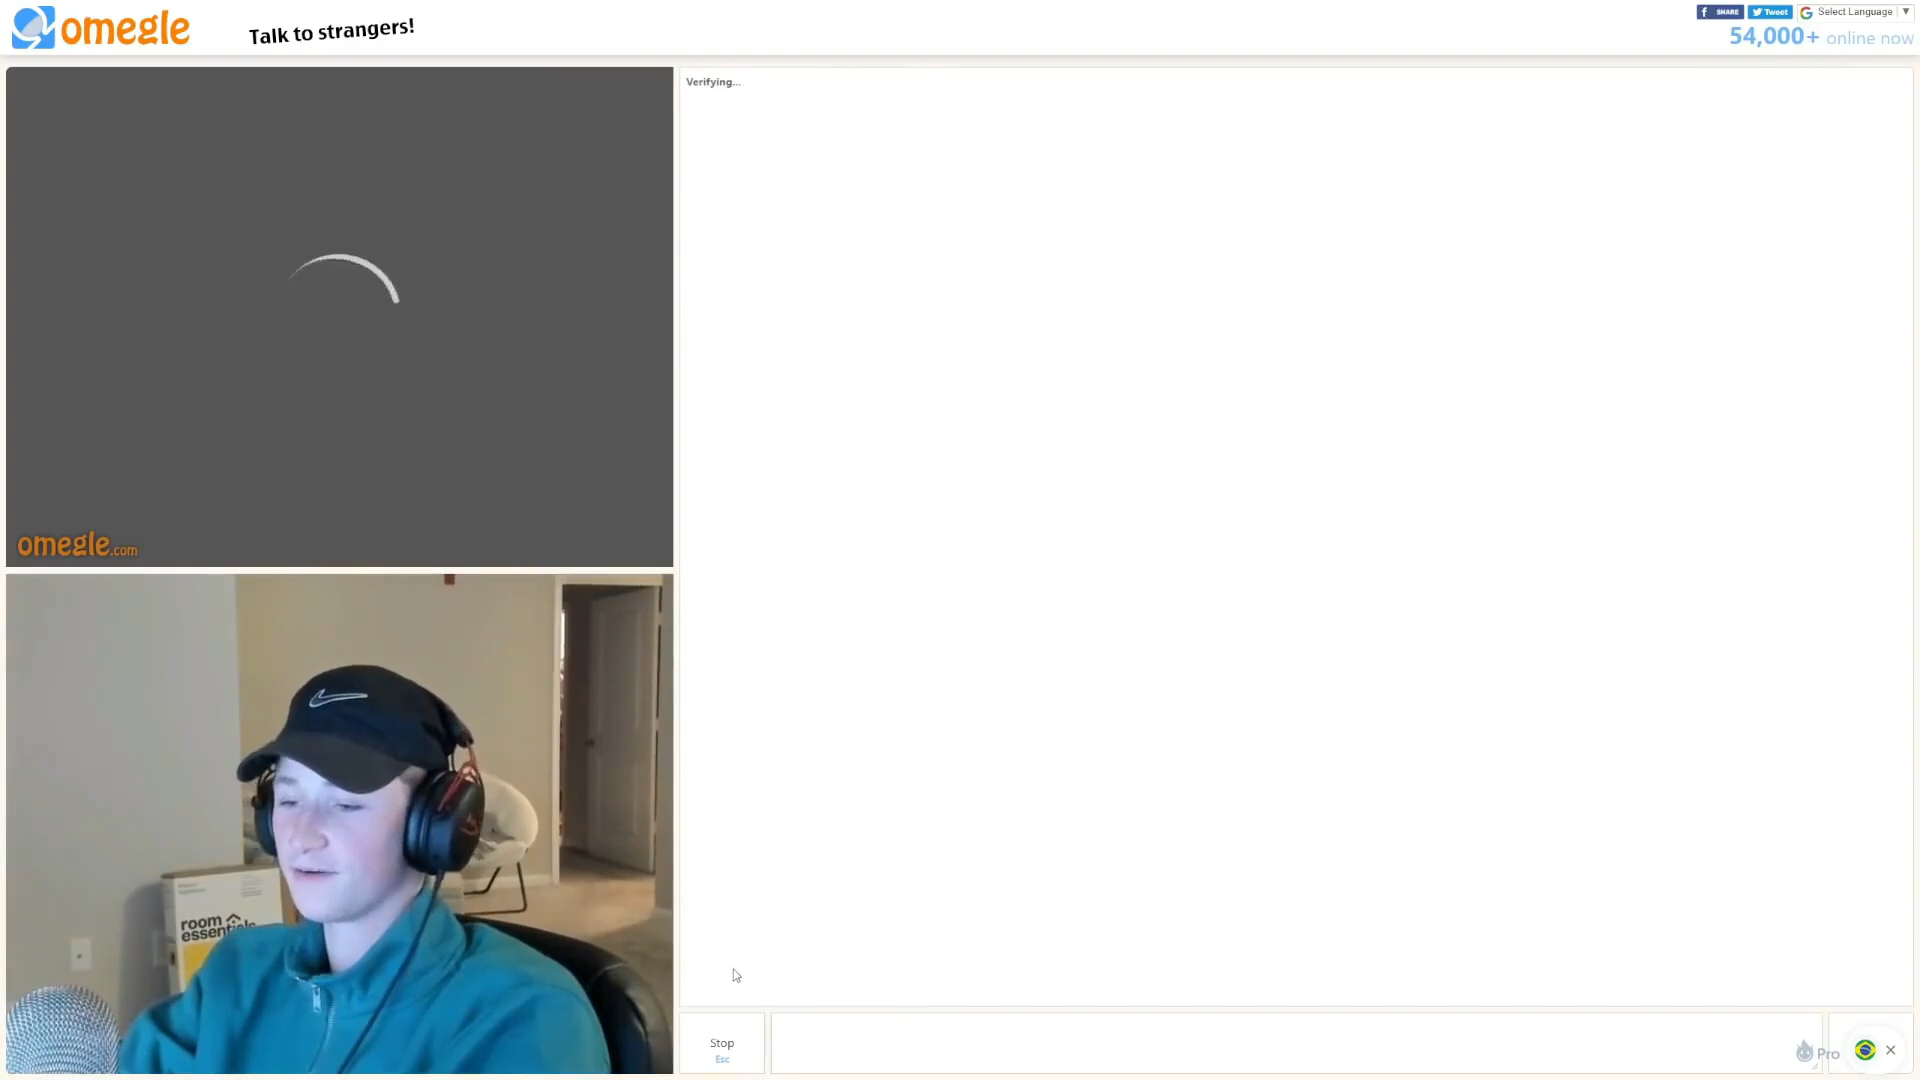 omegle
Talk to strangers!
SHARE
Tweet
Select Language
54,000+ online now
Verifying...
omegle.com
room
essentials
Stop
Esc
Pro